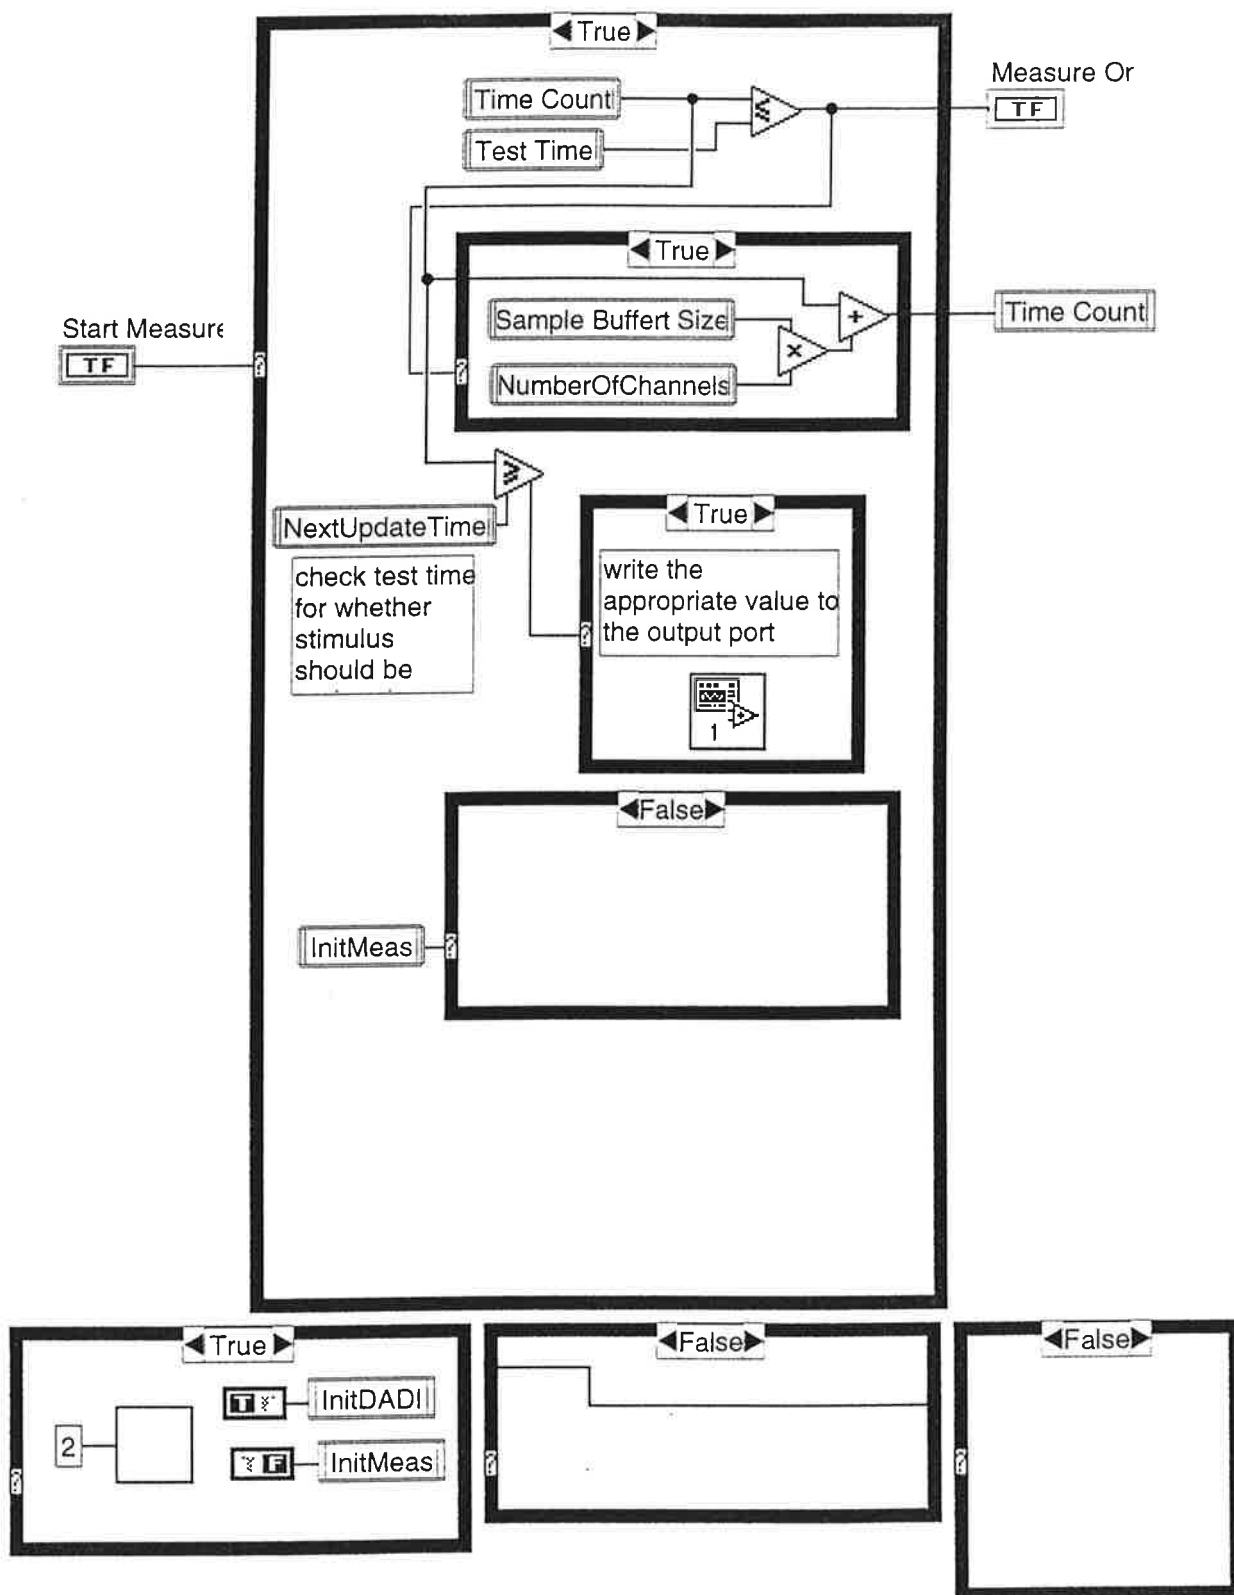 True
Measure Or
Time Count
TF
Test Time
True
Start Measure
Sample Buffert Size
+
Time Count
TF
x
?
?
NumberOfChannels
≤
≥
NextUpdateTime
True
check test time
for whether
stimulus
should be
write the
appropriate value to
the output port
?
1
False
InitMeas
?
True
False
False
T
InitDADI
2
F
InitMeas
?
?
?